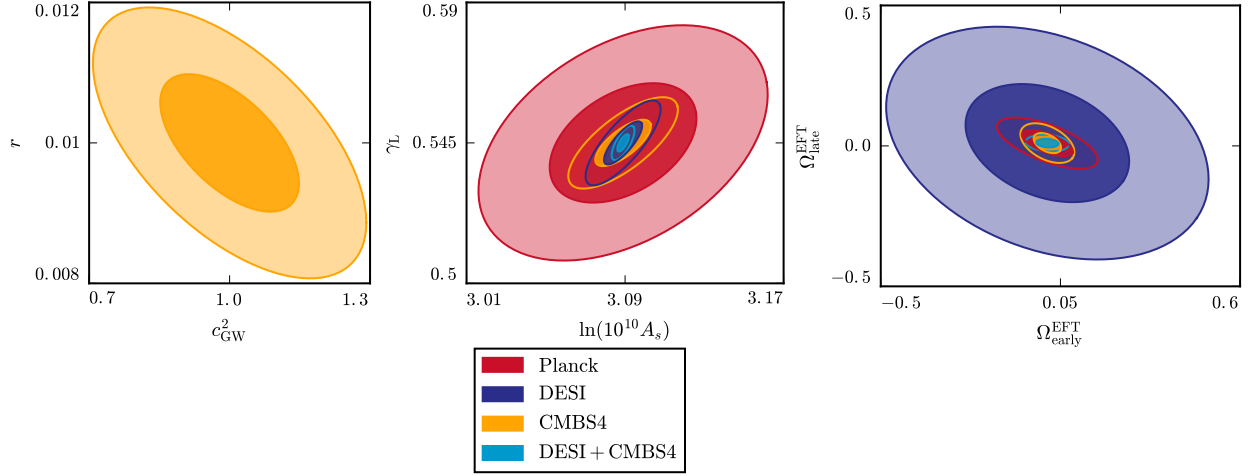 0.012
r
0.01
0.008
0.7 1.0 1.3
c²_GW
0.59
γ_L
0.545
0.5
3.01 3.09 3.17
ln(10¹⁰A_s)
0.5
Ω^EFT_late
0.0
−0.5
−0.5 0.05 0.6
Ω^EFT_early
Planck
DESI
CMBS4
DESI + CMBS4